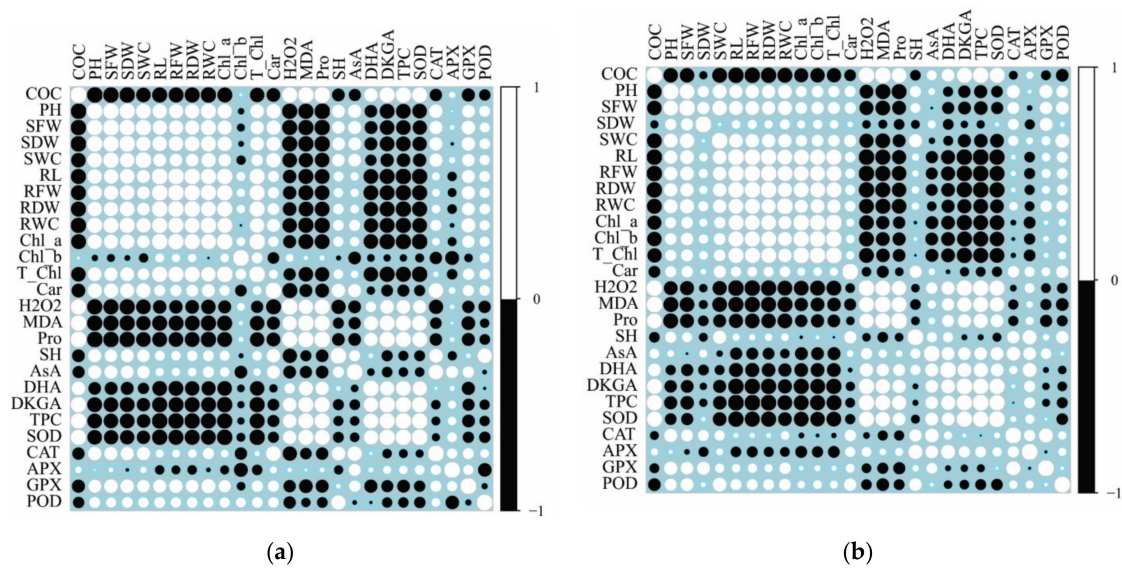 COC PH SFW SDW SWC RL RFW RDW RWC Chl_a Chl_b T_Chl Car H2O2 MDA Pro SH AsA DHA DKGA TPC SOD CAT APX GPX POD
COC
PH
SFW
SDW
SWC
RL
RFW
RDW
RWC
Chl_a
Chl_b
T_Chl
Car
H2O2
MDA
Pro
SH
AsA
DHA
DKGA
TPC
SOD
CAT
APX
GPX
POD
1
0
−1
(a)
COC PH SFW SDW SWC RL RFW RDW RWC Chl_a Chl_b T_Chl Car H2O2 MDA Pro SH AsA DHA DKGA TPC SOD CAT APX GPX POD
COC
PH
SFW
SDW
SWC
RL
RFW
RDW
RWC
Chl_a
Chl_b
T_Chl
Car
H2O2
MDA
Pro
SH
AsA
DHA
DKGA
TPC
SOD
CAT
APX
GPX
POD
1
0
−1
(b)